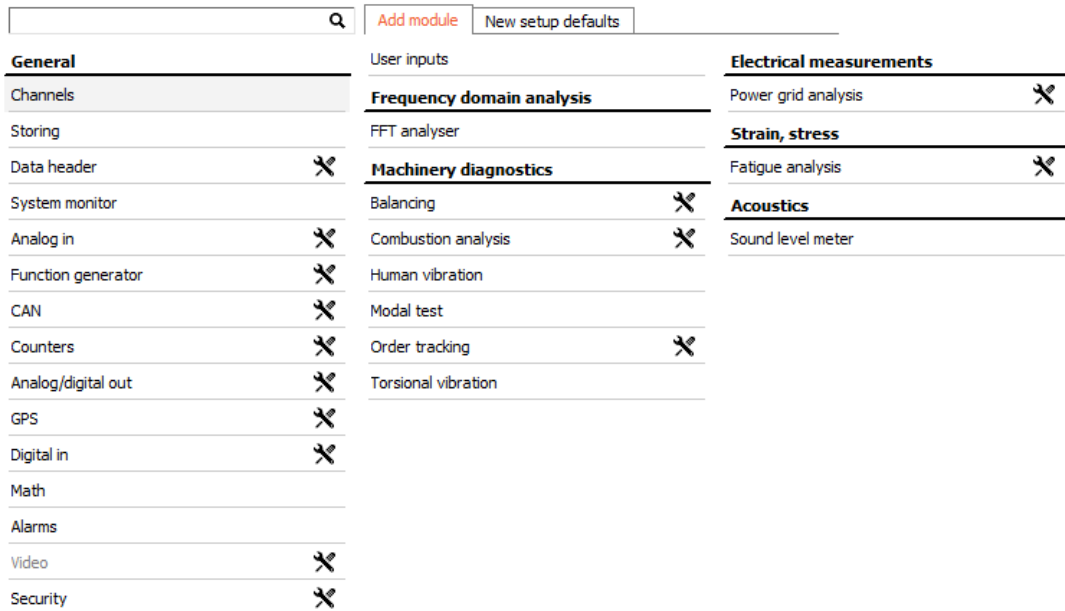 Add module
New setup defaults
General
Channels
Storing
Data header
System monitor
Analog in
Function generator
CAN
Counters
Analog/digital out
GPS
Digital in
Math
Alarms
Video
Security
User inputs
Frequency domain analysis
FFT analyser
Machinery diagnostics
Balancing
Combustion analysis
Human vibration
Modal test
Order tracking
Torsional vibration
Electrical measurements
Power grid analysis
Strain, stress
Fatigue analysis
Acoustics
Sound level meter